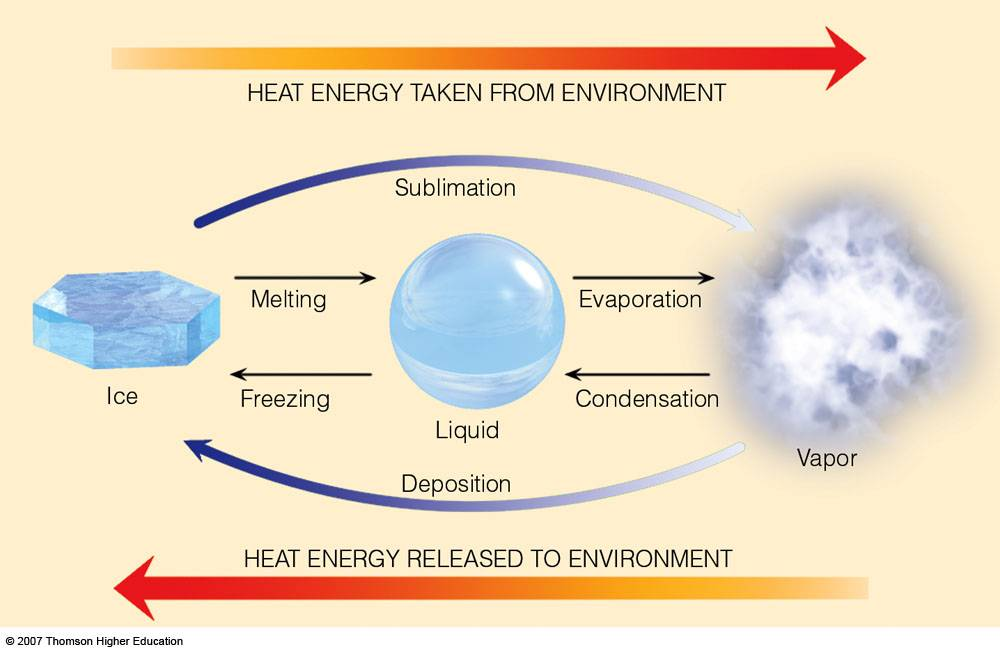 HEAT ENERGY TAKEN FROM ENVIRONMENT
Sublimation
Melting
Evaporation
Ice
Freezing
Condensation
Liquid
Vapor
Deposition
HEAT ENERGY RELEASED TO ENVIRONMENT
© 2007 Thomson Higher Education